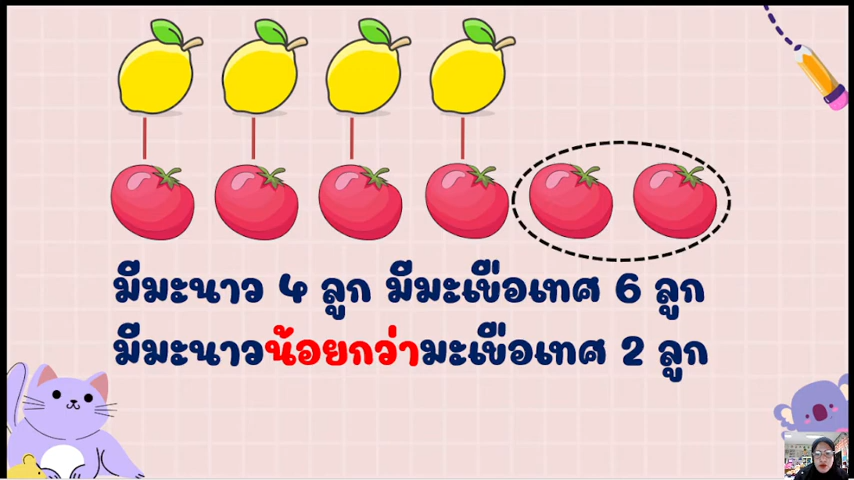 มีมะนาว 4 ลูก มีมะเขือเทศ 6 ลูก
มีมะนาวน้อยกว่ามะเขือเทศ 2 ลูก